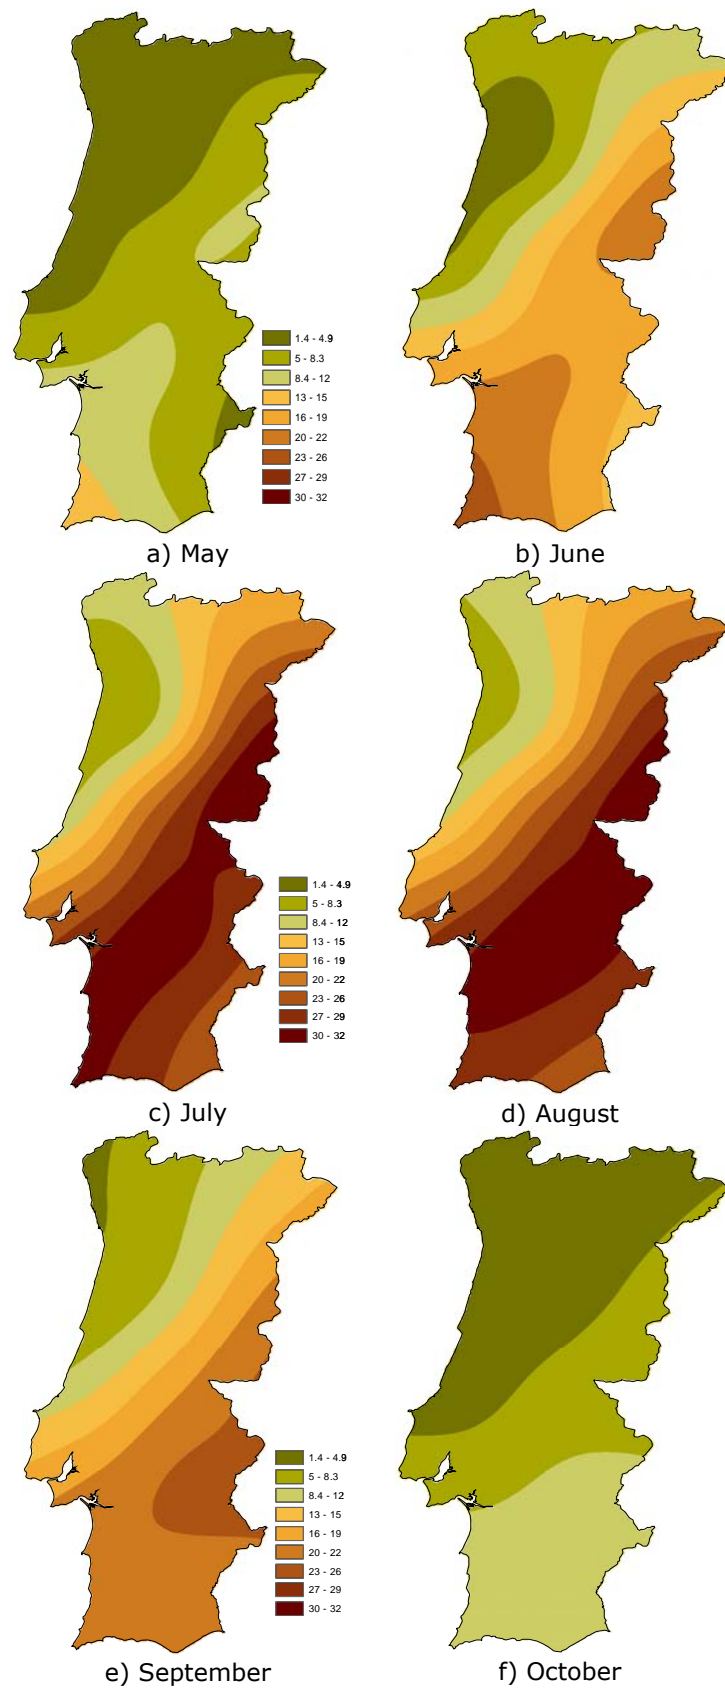 1.4 - 4.9
5 - 8.3
8.4 - 12
13 - 15
16 - 19
20 - 22
23 - 26
27 - 29
30 - 32
a) May
b) June
1.4 - 4.9
5 - 8.3
8.4 - 12
13 - 15
16 - 19
20 - 22
23 - 26
27 - 29
30 - 32
c) July
d) August
1.4 - 4.9
5 - 8.3
8.4 - 12
13 - 15
16 - 19
20 - 22
23 - 26
27 - 29
30 - 32
e) September
f) October